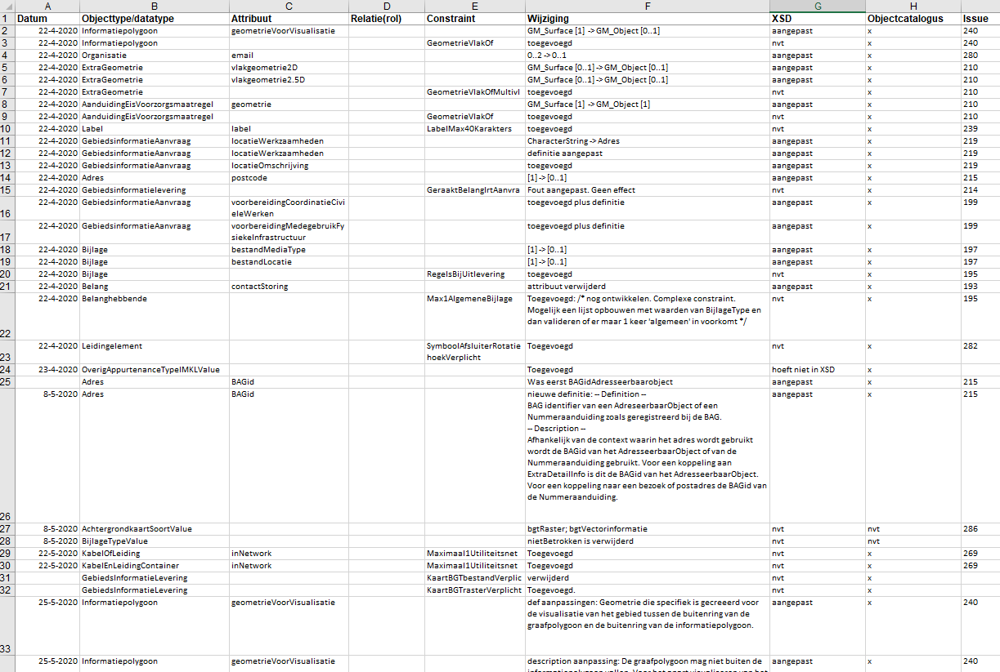 A B C D E F G H I
1 Datum Objecttype/datatype Attribuut Relatie(rol) Constraint Wijziging XSD Objectcatalogus Issue
2 22-4-2020 Informatiepolygoon geometrieVoorVisualisatie GM_Surface [1] -> GM_Object [0..1] aangepast x 240
3 22-4-2020 Informatiepolygoon GeometrieVlakOf toegevoegd nvt x 240
4 22-4-2020 Organisatie email 0..2 -> 0..1 aangepast x 280
5 22-4-2020 ExtraGeometrie vlakgeometrie2D GM_Surface [0..1] -> GM_Object [0..1] aangepast x 210
6 22-4-2020 ExtraGeometrie vlakgeometrie2.5D GM_Surface [0..1] -> GM_Object [0..1] aangepast x 210
7 22-4-2020 ExtraGeometrie GeometrieVlakOfMultivl toegevoegd nvt x 210
8 22-4-2020 AanduidingEisVoorzorgsmaatregel geometrie GM_Surface [1] -> GM_Object [1] aangepast x 210
9 22-4-2020 AanduidingEisVoorzorgsmaatregel GeometrieVlakOf toegevoegd nvt x 210
10 22-4-2020 Label label LabelMax40Karakters toegevoegd nvt x 239
11 22-4-2020 GebiedsinformatieAanvraag locatieWerkzaamheden CharacterString -> Adres aangepast x 219
12 22-4-2020 GebiedsinformatieAanvraag locatieWerkzaamheden definitie aangepast aangepast x 219
13 22-4-2020 GebiedsinformatieAanvraag locatieOmschrijving toegevoegd aangepast x 219
14 22-4-2020 Adres postcode [1] -> [0..1] aangepast x 215
15 22-4-2020 Gebiedsinformatielevering GeraaktBelangIrtAanvra Fout aangepast. Geen effect nvt x 214
22-4-2020 GebiedsinformatieAanvraag voorbereidingCoordinatieCivi toegevoegd plus definitie aangepast x 199
16 eleWerken
22-4-2020 GebiedsinformatieAanvraag voorbereidingMedegebruikFy toegevoegd plus definitie aangepast x 199
17 siekeInfrastructuur
18 22-4-2020 Bijlage bestandMediaType [1] -> [0..1] aangepast x 197
19 22-4-2020 Bijlage bestandLocatie [1] -> [0..1] aangepast x 197
20 22-4-2020 Bijlage RegelsBijUitlevering toegevoegd nvt x 195
21 22-4-2020 Belang contactStoring attribuut verwijderd aangepast x 193
22-4-2020 Belanghebbende Max1AlgemeneBijlage Toegevoegd: /* nog ontwikkelen. Complexe constraint. nvt x 195
Mogelijk een lijst opbouwen met waarden van BijlageType en
dan valideren of er maar 1 keer 'algemeen' in voorkomt */
22
22-4-2020 Leidingelement SymboolAfsluiterRotatie Toegevoegd nvt x 282
23 hoekVerplicht
24 23-4-2020 OverigAppurtenanceTypeIMKLValue Toegevoegd hoeft niet in XSD x
25 Adres BAGid Was eerst BAGidAdresseerbaarobject aangepast x 215
8-5-2020 Adres BAGid nieuwe definitie: -- Definition -- aangepast x 215
BAG identifier van een AdreseerbaarObject of een
Nummeraanduiding zoals geregistreerd bij de BAG.
-- Description --
Afhankelijk van de context waarin het adres wordt gebruikt
wordt de BAGid van het AdresseerbaarObject of van de
Nummeraanduiding gebruikt. Voor een koppeling aan
ExtraDetailInfo is dit de BAGid van het AdresseerbaarObject.
Voor een koppeling naar een bezoek of postadres de BAGid van
de Nummeraanduiding.
26
27 8-5-2020 AchtergrondkaartSoortValue bgtRaster; bgtVectorinformatie nvt nvt 286
28 8-5-2020 BijlageTypeValue nietBetrokken is verwijderd nvt nvt
29 22-5-2020 KabelOfLeiding inNetwork Maximaal1Utiliteitsnet Toegevoegd nvt x 269
30 22-5-2020 KabelEnLeidingContainer inNetwork Maximaal1Utiliteitsnet Toegevoegd nvt x 269
31 GebiedsInformatieLevering KaartBGTbestandVerplic verwijderd nvt x
32 GebiedsInformatieLevering KaartBGTrasterVerplicht Toegevoegd. nvt x
25-5-2020 Informatiepolygoon geometrieVoorVisualisatie def aanpassingen: Geometrie die specifiek is gecreeerd voor aangepast x 240
de visualisatie van het gebied tussen de buitenring van de
graafpolygoon en de buitenring van de informatiepolygoon.
33
25-5-2020 Informatiepolygoon geometrieVoorVisualisatie description aanpassing: De graafpolygoon mag niet buiten de aangepast x 240